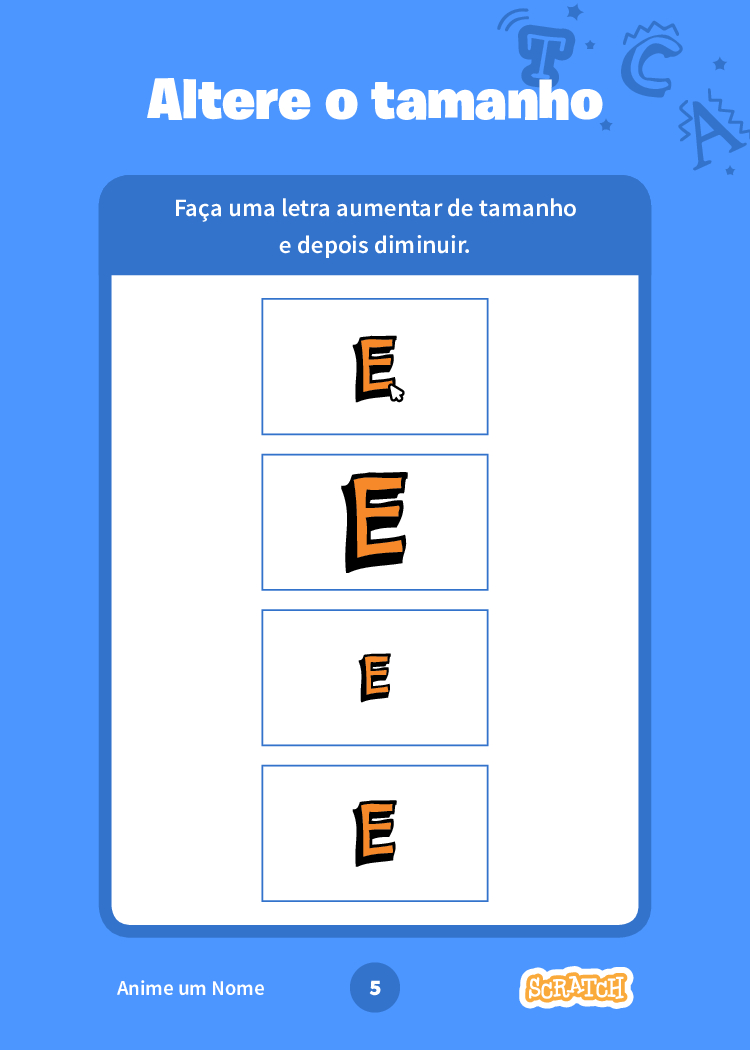 T C A
Altere o tamanho
Faça uma letra aumentar de tamanho
e depois diminuir.
E
E
E
E
Anime um Nome
5
SCRATCH